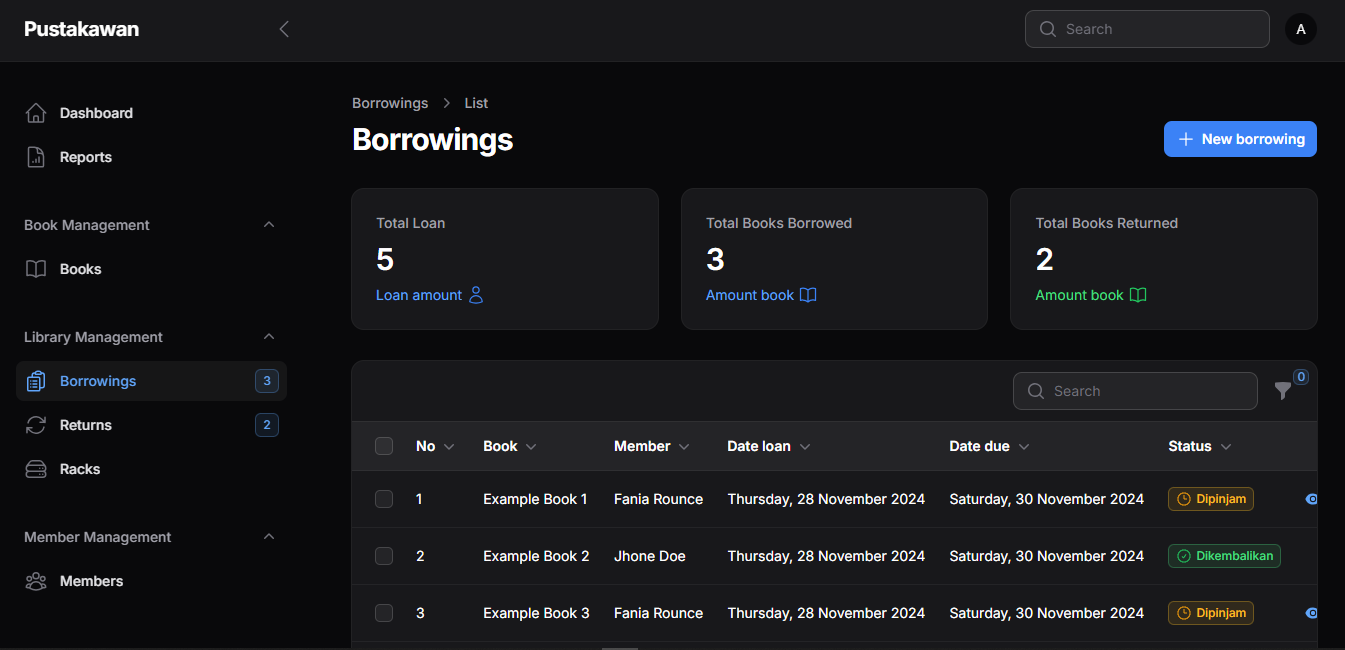 Pustakawan
Search
A
Dashboard
Reports
Book Management
Books
Library Management
Borrowings 3
Returns 2
Racks
Member Management
Members
Borrowings > List
Borrowings
New borrowing
Total Loan
5
Loan amount
Total Books Borrowed
3
Amount book
Total Books Returned
2
Amount book
Search
0
No Book Member Date loan Date due Status
1 Example Book 1 Fania Rounce Thursday, 28 November 2024 Saturday, 30 November 2024 Dipinjam
2 Example Book 2 Jhone Doe Thursday, 28 November 2024 Saturday, 30 November 2024 Dikembalikan
3 Example Book 3 Fania Rounce Thursday, 28 November 2024 Saturday, 30 November 2024 Dipinjam